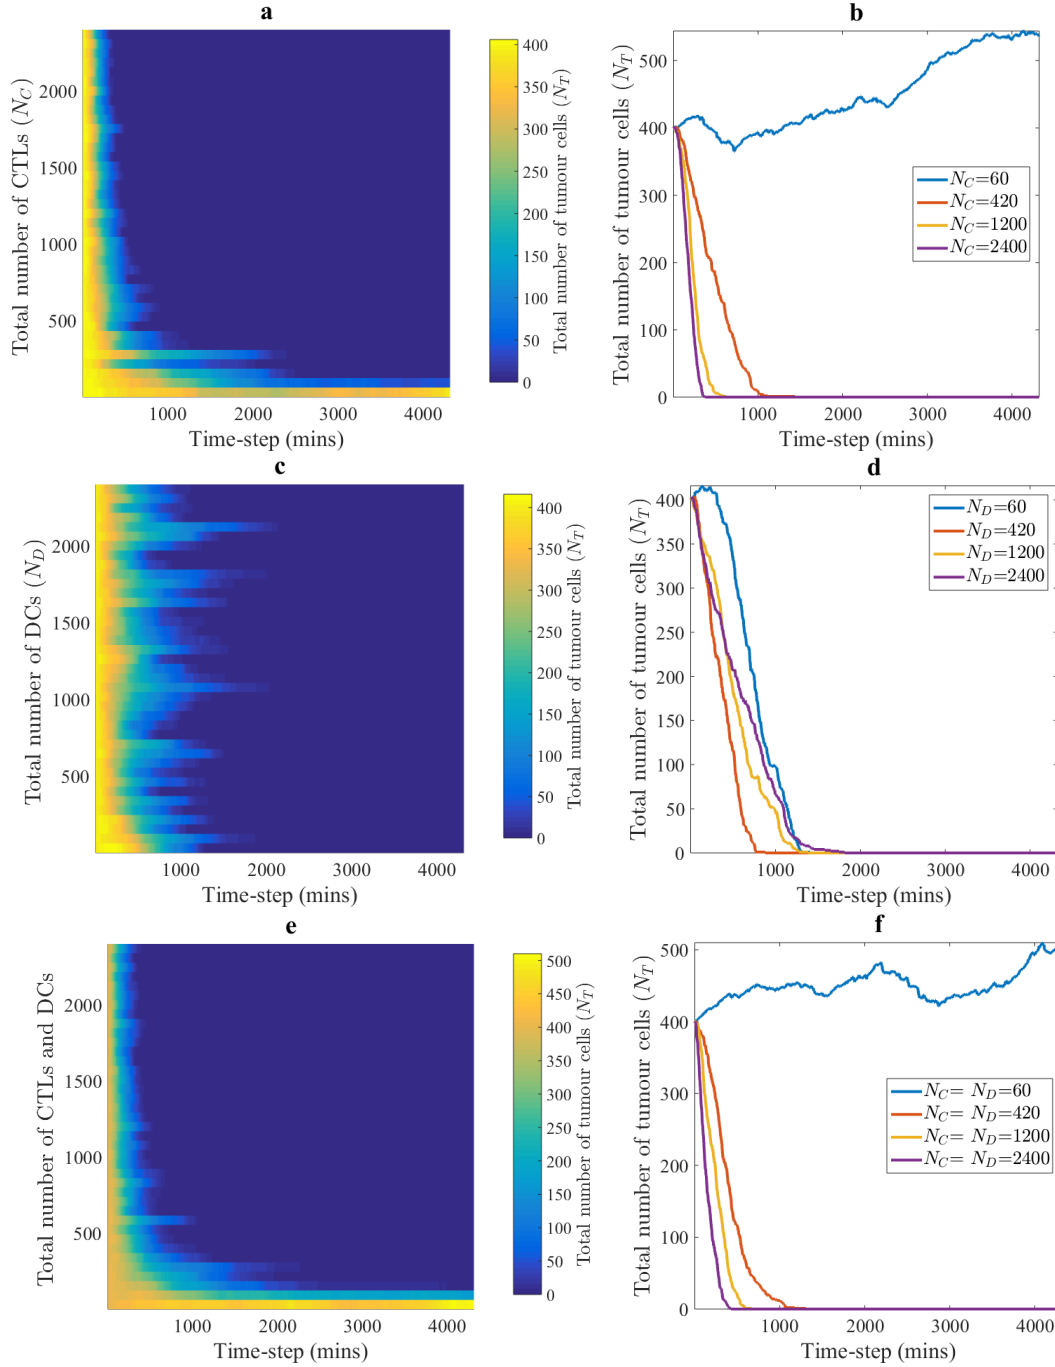 a
Total number of CTLs (N_C)
2000
1500
1000
500
1000 2000 3000 4000
Time-step (mins)
400
350
300
250
200
150
100
50
0
Total number of tumour cells (N_T)
b
Total number of tumour cells (N_T)
500
400
300
200
100
0
1000 2000 3000 4000
Time-step (mins)
N_C=60
N_C=420
N_C=1200
N_C=2400
c
Total number of DCs (N_D)
2000
1500
1000
500
1000 2000 3000 4000
Time-step (mins)
400
350
300
250
200
150
100
50
0
Total number of tumour cells (N_T)
d
Total number of tumour cells (N_T)
400
350
300
250
200
150
100
50
0
1000 2000 3000 4000
Time-step (mins)
N_D=60
N_D=420
N_D=1200
N_D=2400
e
Total number of CTLs and DCs
2000
1500
1000
500
1000 2000 3000 4000
Time-step (mins)
500
450
400
350
300
250
200
150
100
50
0
Total number of tumour cells (N_T)
f
Total number of tumour cells (N_T)
500
400
300
200
100
0
1000 2000 3000 4000
Time-step (mins)
N_C= N_D=60
N_C= N_D=420
N_C= N_D=1200
N_C= N_D=2400